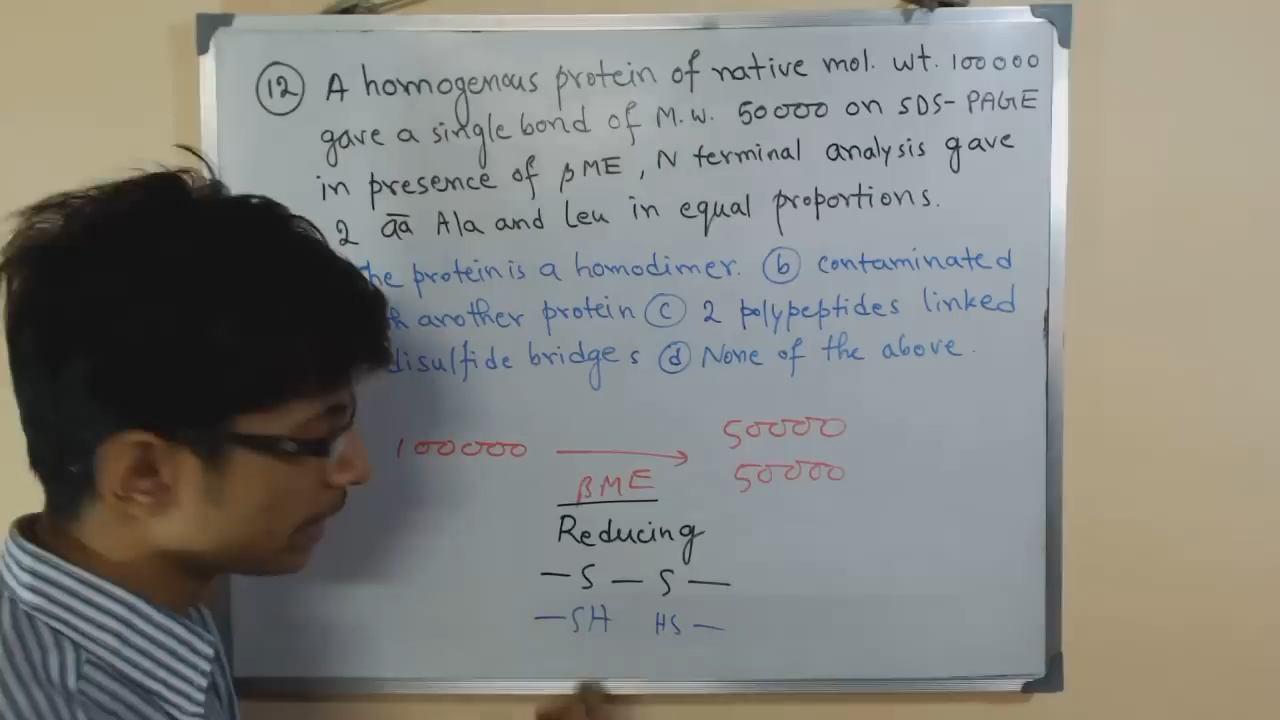 12 A homogenous protein of native mol. wt. 100000
gave a single bond of M.W. 50000 on SDS-PAGE
in presence of βME, N terminal analysis gave
2 a̅a̅ Ala and Leu in equal proportions.
he protein is a homodimer. b contaminated
another protein c 2 polypeptides linked
disulfide bridges d None of the above.
100000 → 50000
βME 50000
Reducing
— S — S —
— SH HS —